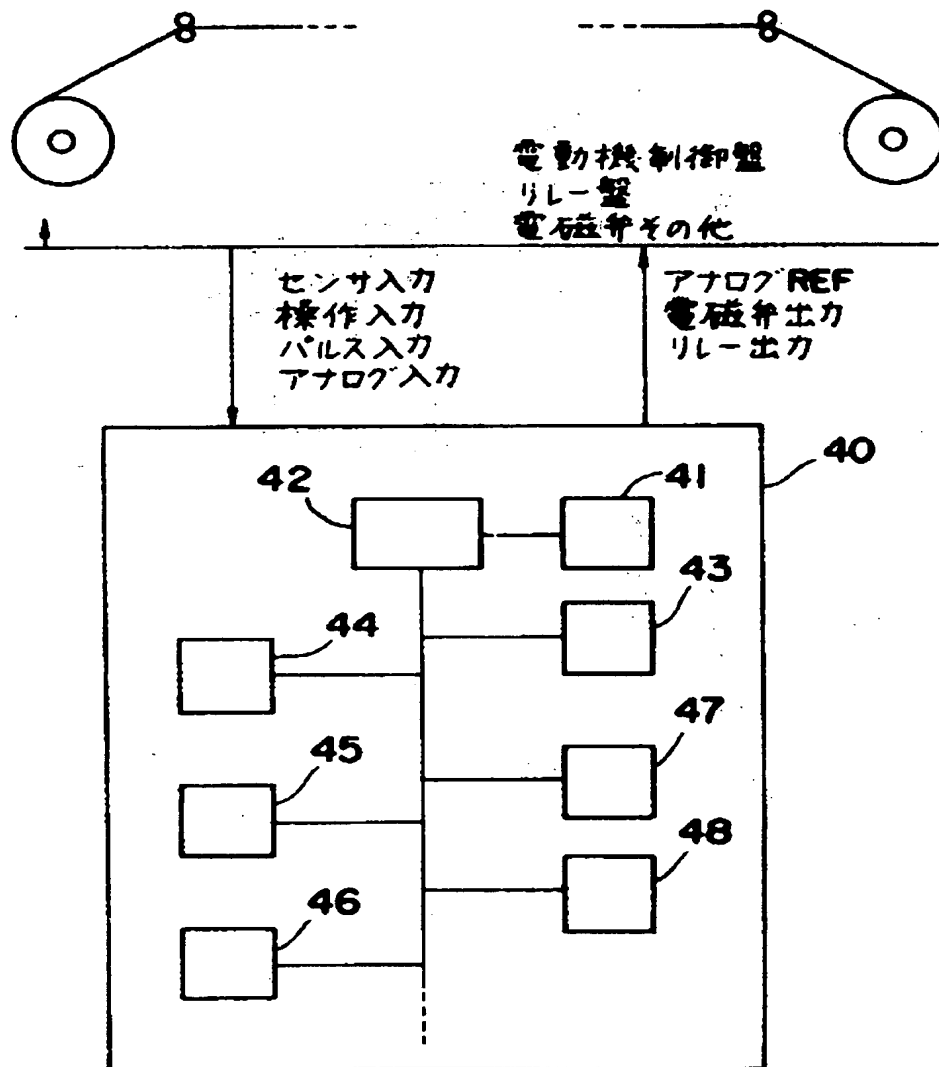 電動機制御盤
リレー盤
電磁弁その他
センサ入力
操作入力
パルス入力
アナログ入力
アナログREF
電磁弁出力
リレー出力
40
42
41
43
44
47
45
48
46